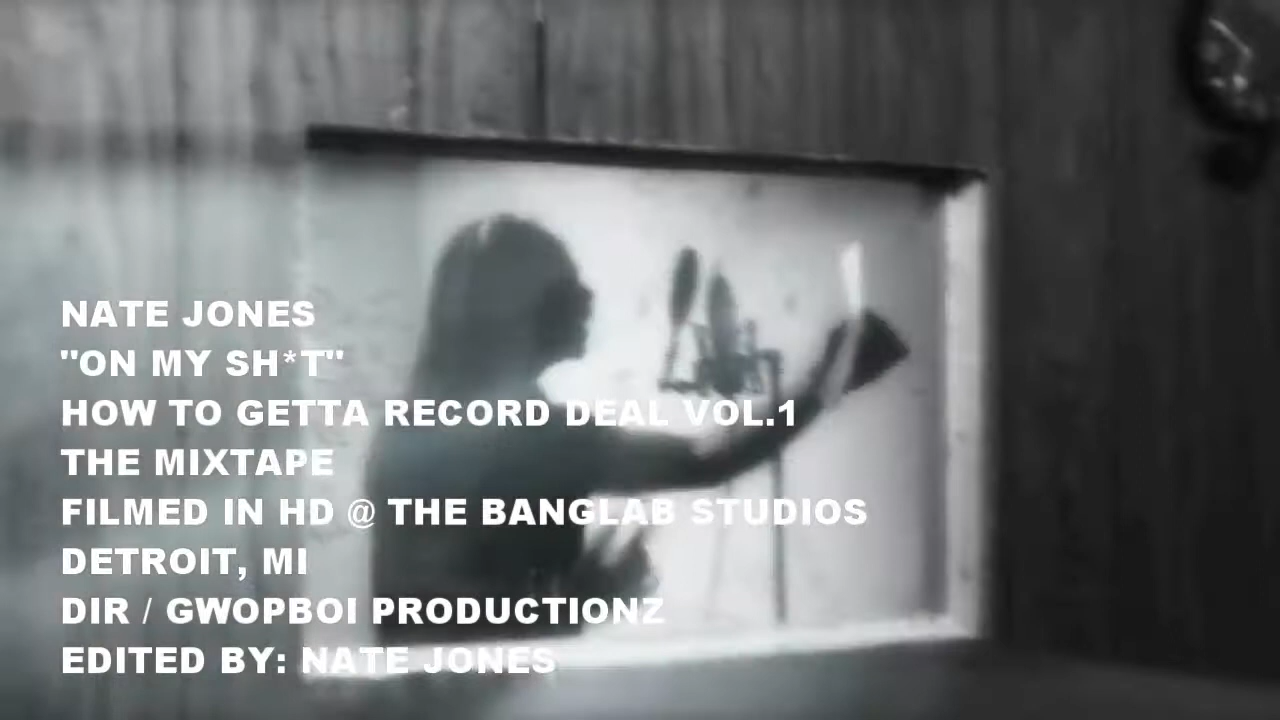 NATE JONES
"ON MY SH*T"
HOW TO GETTA RECORD DEAL VOL.1
THE MIXTAPE
FILMED IN HD @ THE BANGLAB STUDIOS
DETROIT, MI
DIR / GWOPBOI PRODUCTIONZ
EDITED BY: NATE JONES